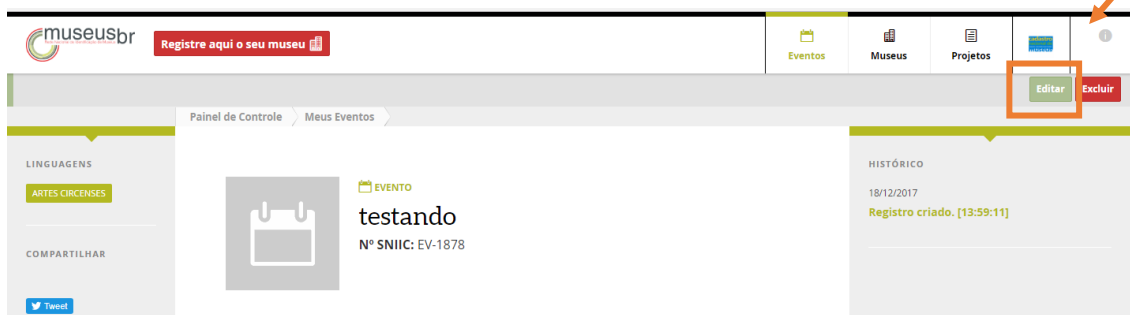 museusbr
Registre aqui o seu museu
Eventos
Museus
Projetos
Editar
Excluir
Painel de Controle
Meus Eventos
LINGUAGENS
ARTES CIRCENSES
COMPARTILHAR
Tweet
EVENTO
testando
Nº SNIIC: EV-1878
HISTÓRICO
18/12/2017
Registro criado. [13:59:11]